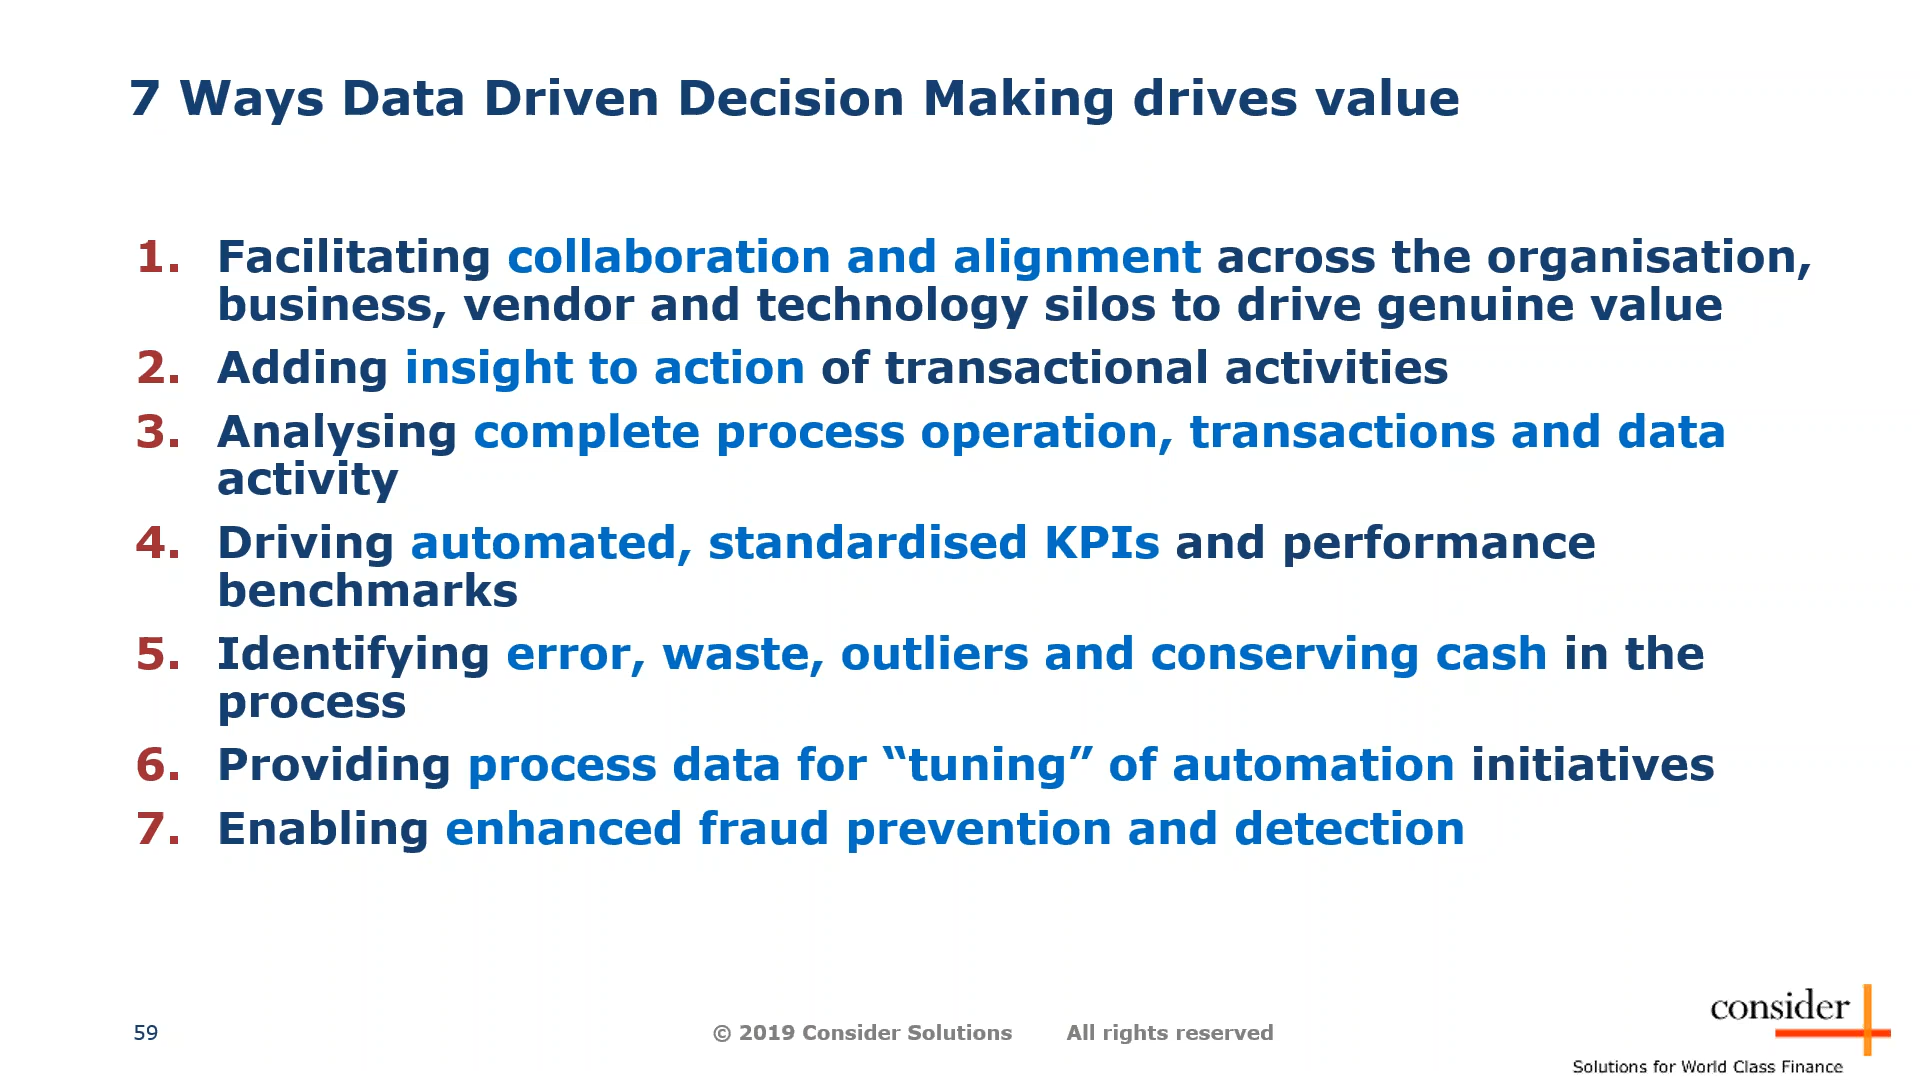 7 Ways Data Driven Decision Making drives value
1. Facilitating collaboration and alignment across the organisation,
business, vendor and technology silos to drive genuine value
2. Adding insight to action of transactional activities
3. Analysing complete process operation, transactions and data
activity
4. Driving automated, standardised KPIs and performance
benchmarks
5. Identifying error, waste, outliers and conserving cash in the
process
6. Providing process data for “tuning” of automation initiatives
7. Enabling enhanced fraud prevention and detection
59
© 2019 Consider Solutions All rights reserved
consider
Solutions for World Class Finance